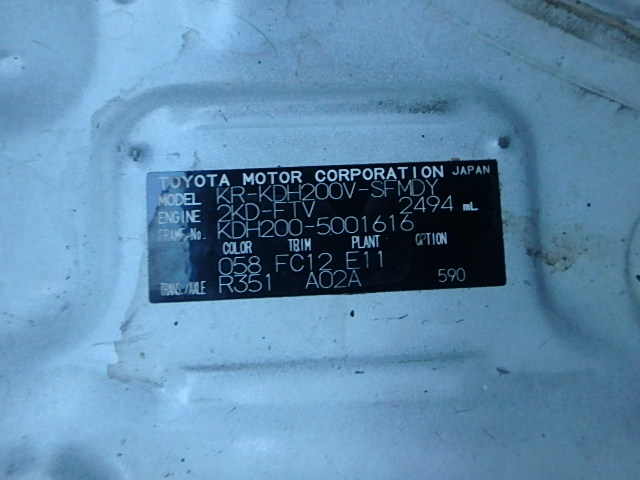 TOYOTA MOTOR CORPORATION JAPAN
MODEL KR-KDH200V-SFMDY
ENGINE 2KD-FTV 2494 mL
FRAME No. KDH200-5001616
COLOR TRIM PLANT OPTION
058 FC12 E11
TRANS./AXLE R351 A02A 590